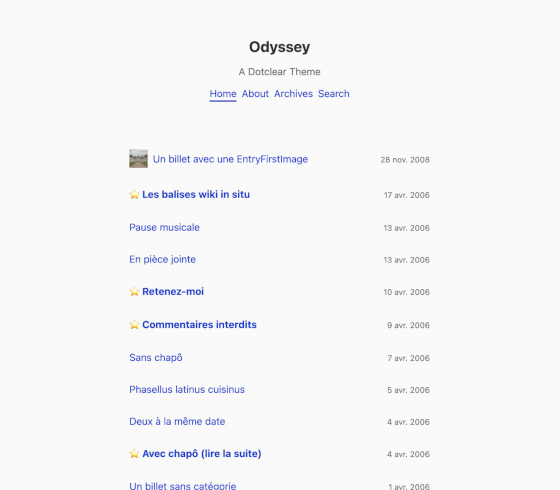 Odyssey
A Dotclear Theme
Home About Archives Search
Un billet avec une EntryFirstImage 28 nov. 2008
Les balises wiki in situ 17 avr. 2006
Pause musicale 13 avr. 2006
En pièce jointe 13 avr. 2006
Retenez-moi 10 avr. 2006
Commentaires interdits 9 avr. 2006
Sans chapô 7 avr. 2006
Phasellus latinus cuisinus 5 avr. 2006
Deux à la même date 4 avr. 2006
Avec chapô (lire la suite) 4 avr. 2006
Un billet sans catégorie 1 avr. 2006